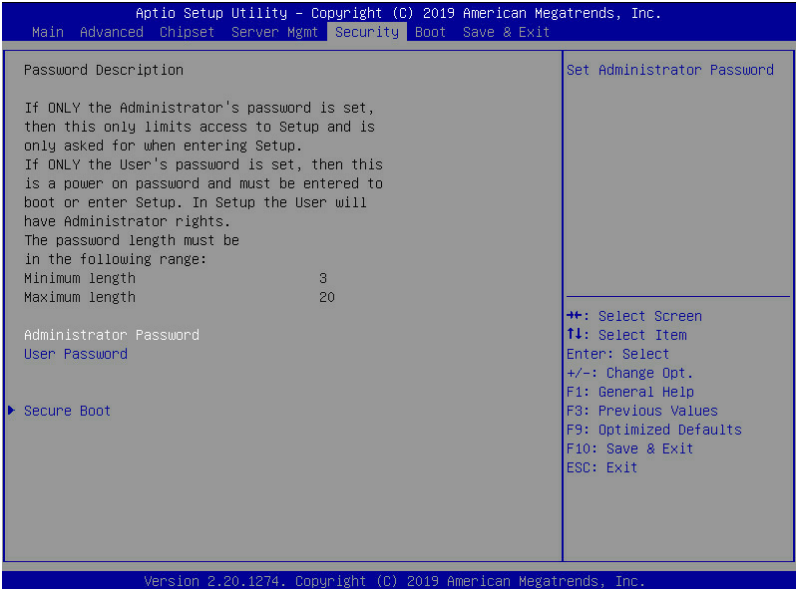 Aptio Setup Utility – Copyright (C) 2019 American Megatrends, Inc.
Main Advanced Chipset Server Mgmt Security Boot Save & Exit
Password Description
If ONLY the Administrator's password is set,
then this only limits access to Setup and is
only asked for when entering Setup.
If ONLY the User's password is set, then this
is a power on password and must be entered to
boot or enter Setup. In Setup the User will
have Administrator rights.
The password length must be
in the following range:
Minimum length 3
Maximum length 20
Administrator Password
User Password
Secure Boot
Set Administrator Password
→←: Select Screen
↑↓: Select Item
Enter: Select
+/-: Change Opt.
F1: General Help
F3: Previous Values
F9: Optimized Defaults
F10: Save & Exit
ESC: Exit
Version 2.20.1274. Copyright (C) 2019 American Megatrends, Inc.